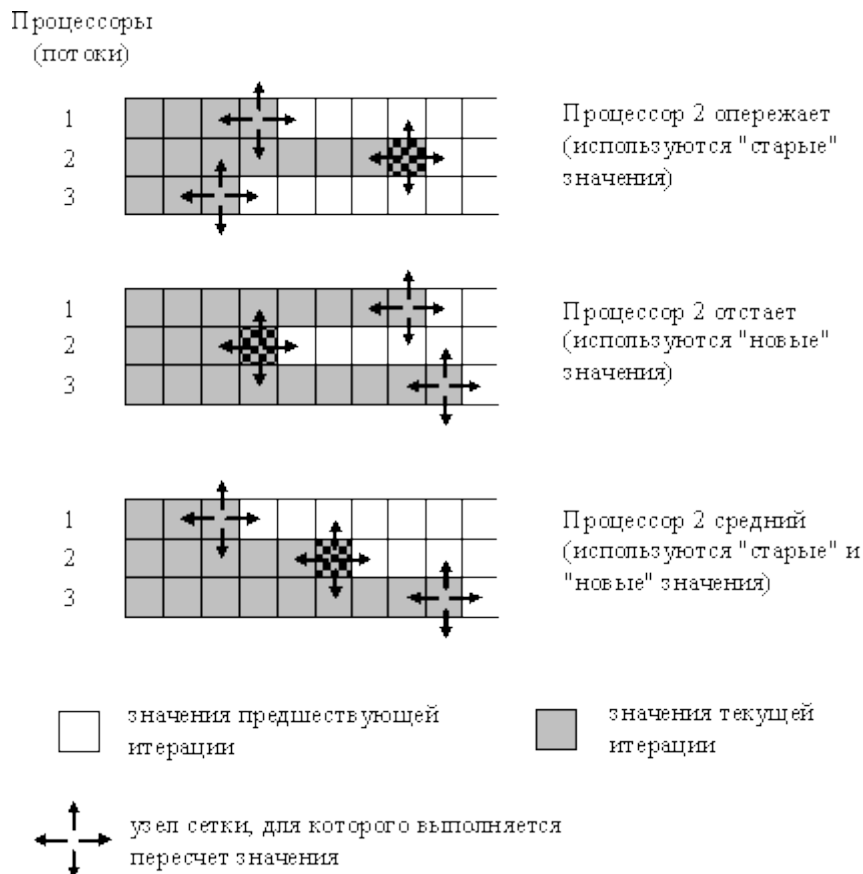 Процессоры
(потоки)
1
2
3
Процессор 2 опережает
(используются "старые"
значения)
1
2
3
Процессор 2 отстает
(используются "новые"
значения)
1
2
3
Процессор 2 средний
(используются "старые" и
"новые" значения)
значения предшествующей
итерации
значения текущей
итерации
узел сетки, для которого выполняется
пересчет значения